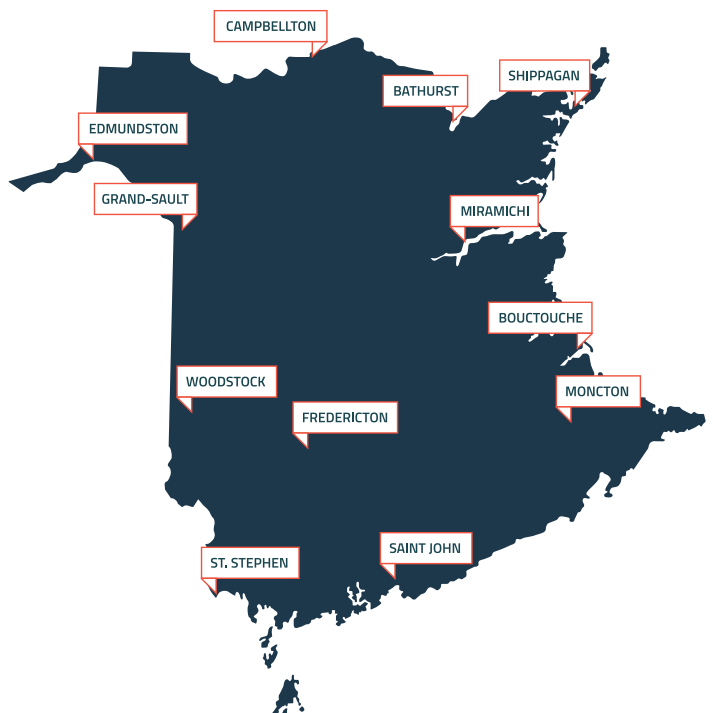 CAMPBELLTON
SHIPPAGAN
BATHURST
EDMUNDSTON
GRAND-SAULT
MIRAMICHI
BOUCTOUCHE
WOODSTOCK
MONCTON
FREDERICTON
SAINT JOHN
ST. STEPHEN